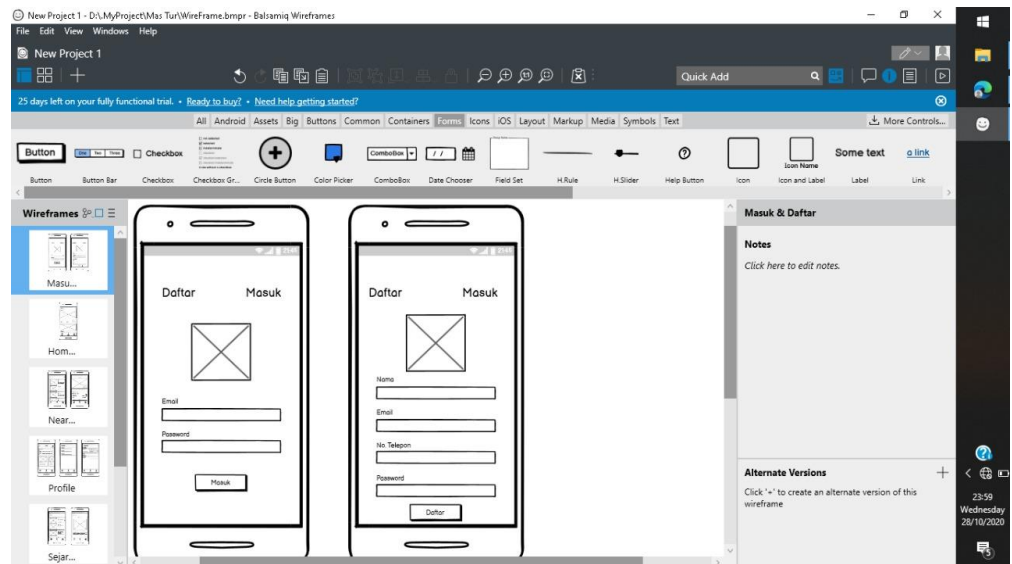 New Project 1 - D:\.MyProject\Mas Tur\WireFrame.bmpr - Balsamiq Wireframes
File Edit View Windows Help
New Project 1
Quick Add
25 days left on your fully functional trial. • Ready to buy? • Need help getting started?
All Android Assets Big Buttons Common Containers Forms Icons iOS Layout Markup Media Symbols Text
More Controls...
Button One Two Three Checkbox ComboBox / / Icon Name Some text a link
Button Button Bar Checkbox Checkbox Gr... Circle Button Color Picker ComboBox Date Chooser Field Set H.Rule H.Slider Help Button Icon Icon and Label Label Link
Wireframes
Masu...
Hom...
Near...
Profile
Sejar...
Daftar Masuk
Email
Password
Masuk
Daftar Masuk
Nama
Email
No. Telepon
Password
Daftar
Masuk & Daftar
Notes
Click here to edit notes.
Alternate Versions
Click '+' to create an alternate version of this
wireframe
23:59
Wednesday
28/10/2020